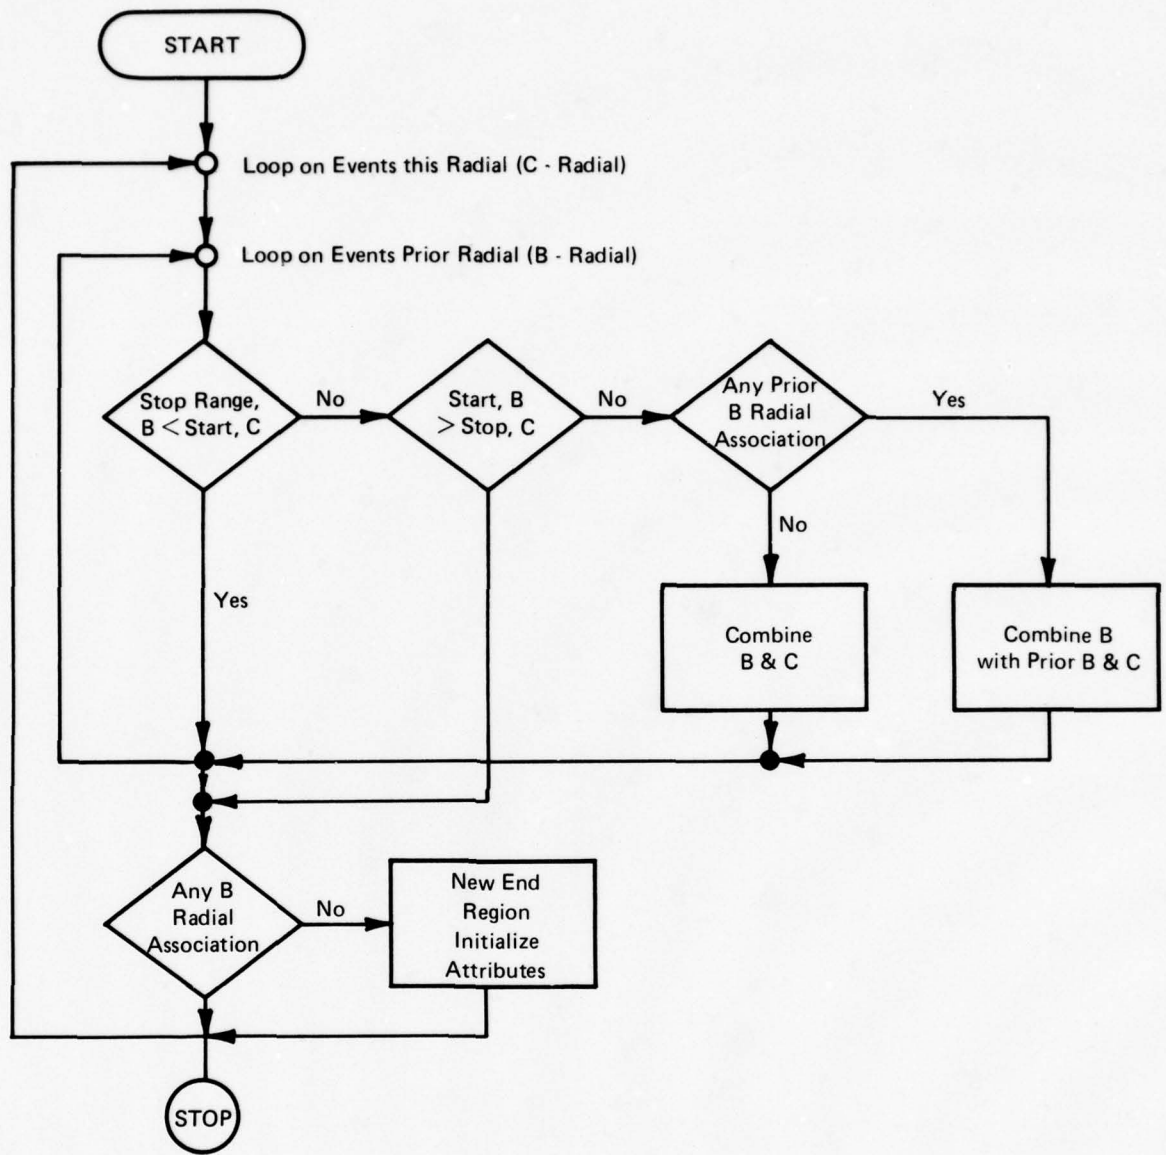 START
Loop on Events this Radial (C - Radial)
Loop on Events Prior Radial (B - Radial)
Stop Range,
B < Start, C
No
Start, B
> Stop, C
No
Any Prior
B Radial
Association
Yes
No
Yes
Combine
B & C
Combine B
with Prior B & C
Any B
Radial
Association
No
New End
Region
Initialize
Attributes
STOP